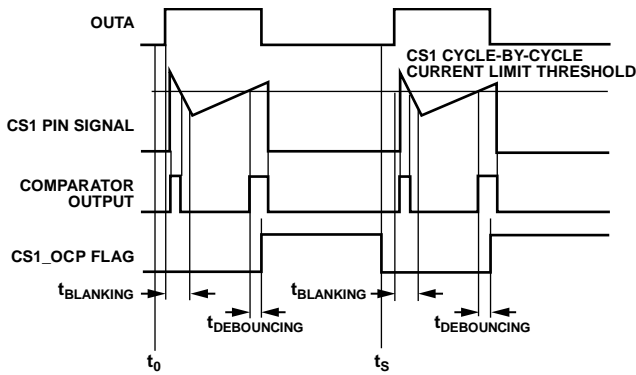 OUTA
CS1 CYCLE-BY-CYCLE
CURRENT LIMIT THRESHOLD
CS1 PIN SIGNAL
COMPARATOR
OUTPUT
CS1_OCP FLAG
tBLANKING
tBLANKING
tDEBOUNCING
tDEBOUNCING
t0
tS